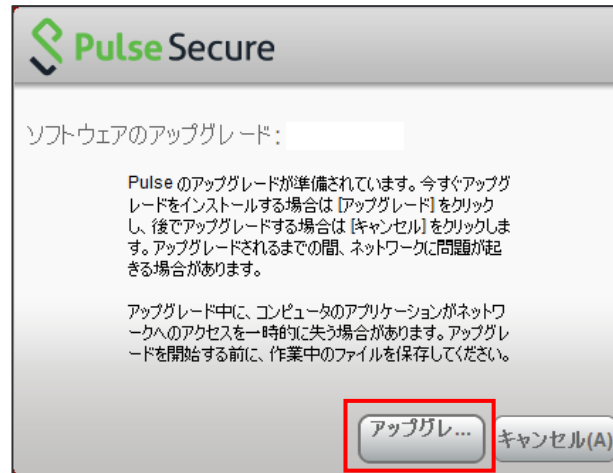 Pulse Secure
ソフトウェアのアップグレード:
Pulse のアップグレードが準備されています。今すぐアップグ
レードをインストールする場合は [アップグレード] をクリック
し、後でアップグレードする場合は [キャンセル] をクリックしま
す。アップグレードされるまでの間、ネットワークに問題が起
きる場合があります。
アップグレード中に、コンピュータのアプリケーションがネットワ
ークへのアクセスを一時的に失う場合があります。アップグレ
ードを開始する前に、作業中のファイルを保存してください。
アップグレ...
キャンセル(A)